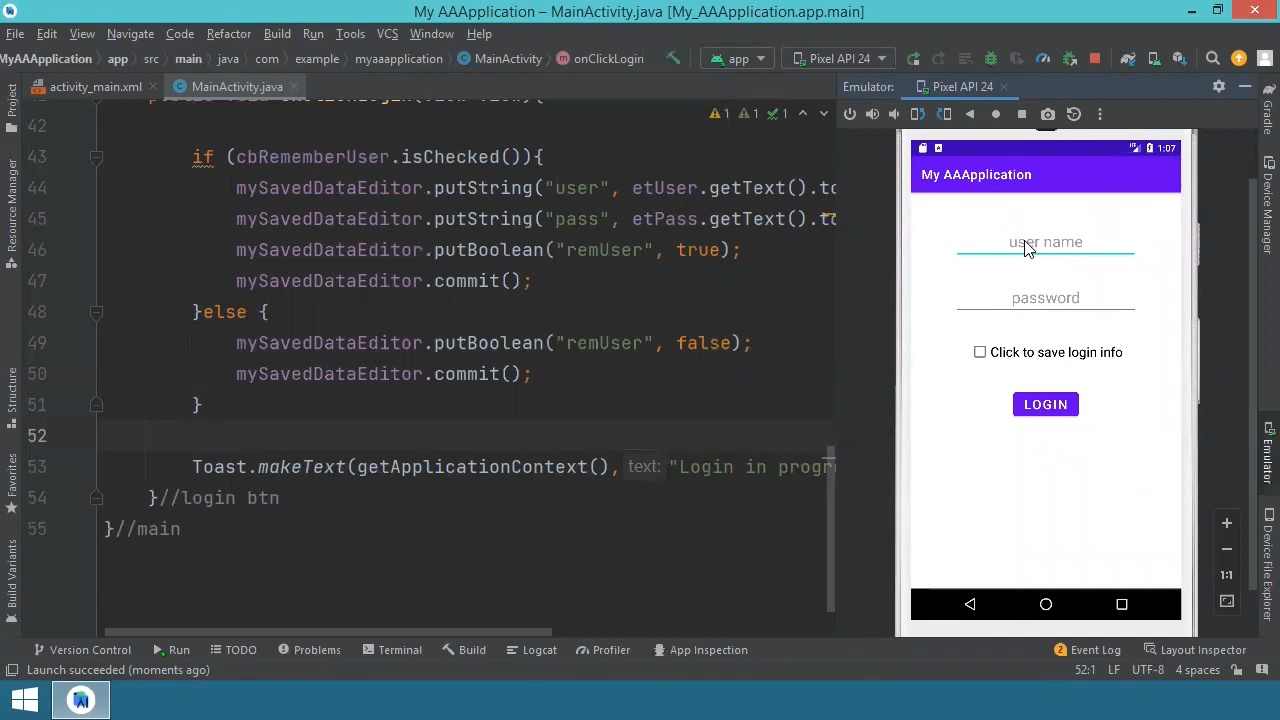 My AAApplication – MainActivity.java [My_AAApplication.app.main]
File Edit View Navigate Code Refactor Build Run Tools VCS Window Help
MyAAApplication app src main java com example myaaapplication MainActivity onClickLogin app Pixel API 24
activity_main.xml MainActivity.java
Emulator: Pixel API 24
1 1 1
42
43 if (cbRememberUser.isChecked()){
44 mySavedDataEditor.putString("user", etUser.getText().to
45 mySavedDataEditor.putString("pass", etPass.getText().to
46 mySavedDataEditor.putBoolean("remUser", true);
47 mySavedDataEditor.commit();
48 }else {
49 mySavedDataEditor.putBoolean("remUser", false);
50 mySavedDataEditor.commit();
51 }
52
53 Toast.makeText(getApplicationContext(), text: "Login in progr
54 }//login btn
55 }//main
1:07
My AAApplication
user name
password
Click to save login info
LOGIN
1:1
Project
Resource Manager
Structure
Favorites
Build Variants
Gradle
Device Manager
Emulator
Device File Explorer
Version Control Run TODO Problems Terminal Build Logcat Profiler App Inspection 2 Event Log Layout Inspector
Launch succeeded (moments ago) 52:1 LF UTF-8 4 spaces